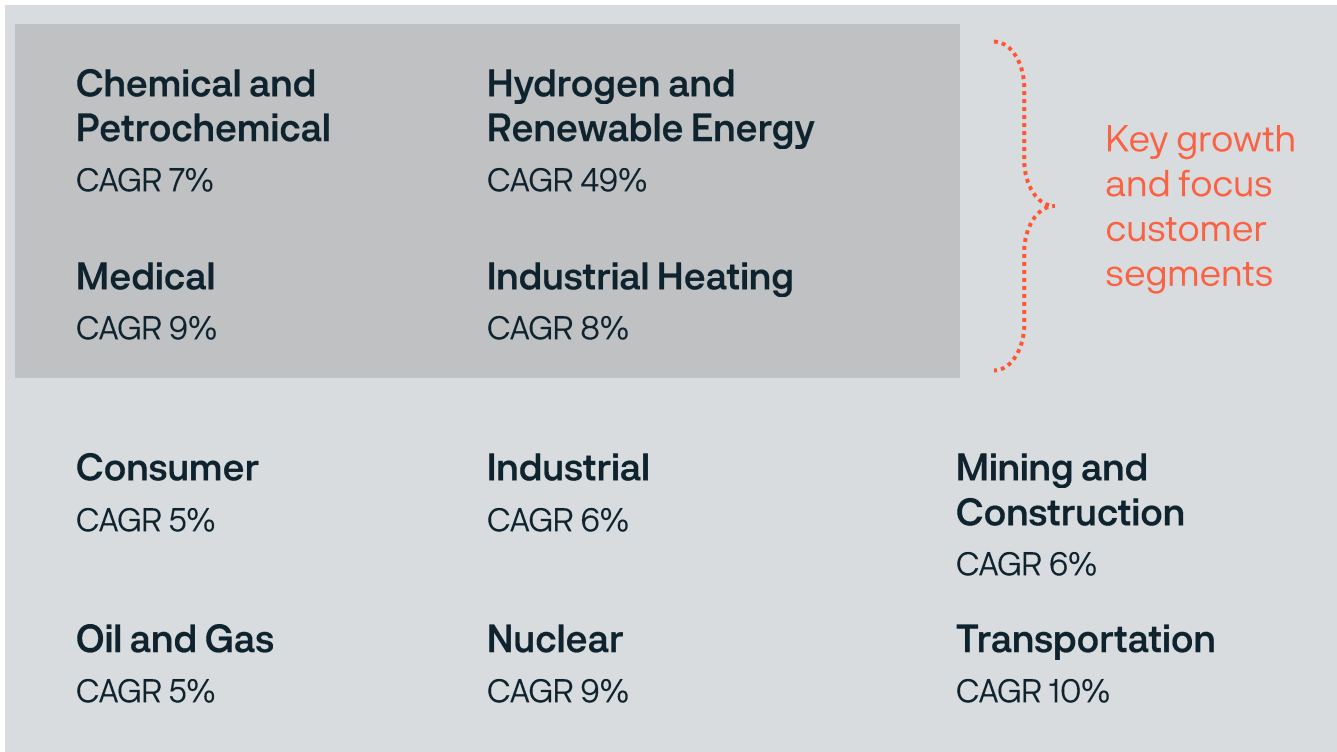 Chemical and
Petrochemical
CAGR 7%
Hydrogen and
Renewable Energy
CAGR 49%
Medical
CAGR 9%
Industrial Heating
CAGR 8%
Key growth
and focus
customer
segments
Consumer
CAGR 5%
Industrial
CAGR 6%
Mining and
Construction
CAGR 6%
Oil and Gas
CAGR 5%
Nuclear
CAGR 9%
Transportation
CAGR 10%